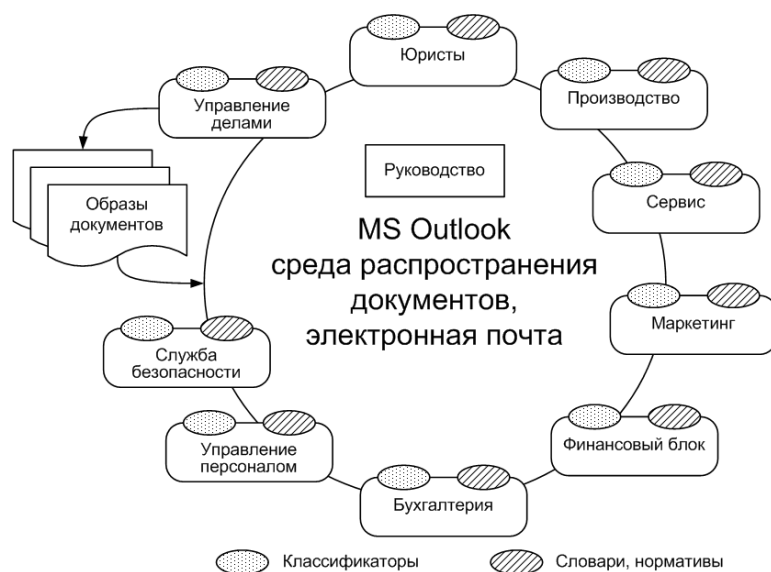 Юристы
Управление
делами
Производство
Образы
документов
Руководство
Сервис
MS Outlook
среда распространения
документов,
электронная почта
Маркетинг
Служба
безопасности
Управление
персоналом
Финансовый блок
Бухгалтерия
Классификаторы
Словари, нормативы